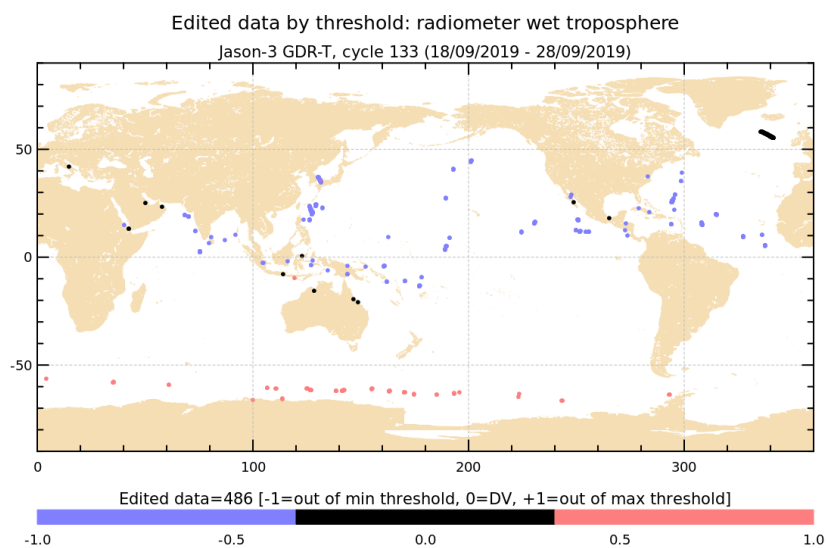 Edited data by threshold: radiometer wet troposphere
Jason-3 GDR-T, cycle 133 (18/09/2019 - 28/09/2019)
50
0
-50
0 100 200 300
Edited data=486 [-1=out of min threshold, 0=DV, +1=out of max threshold]
-1.0 -0.5 0.0 0.5 1.0